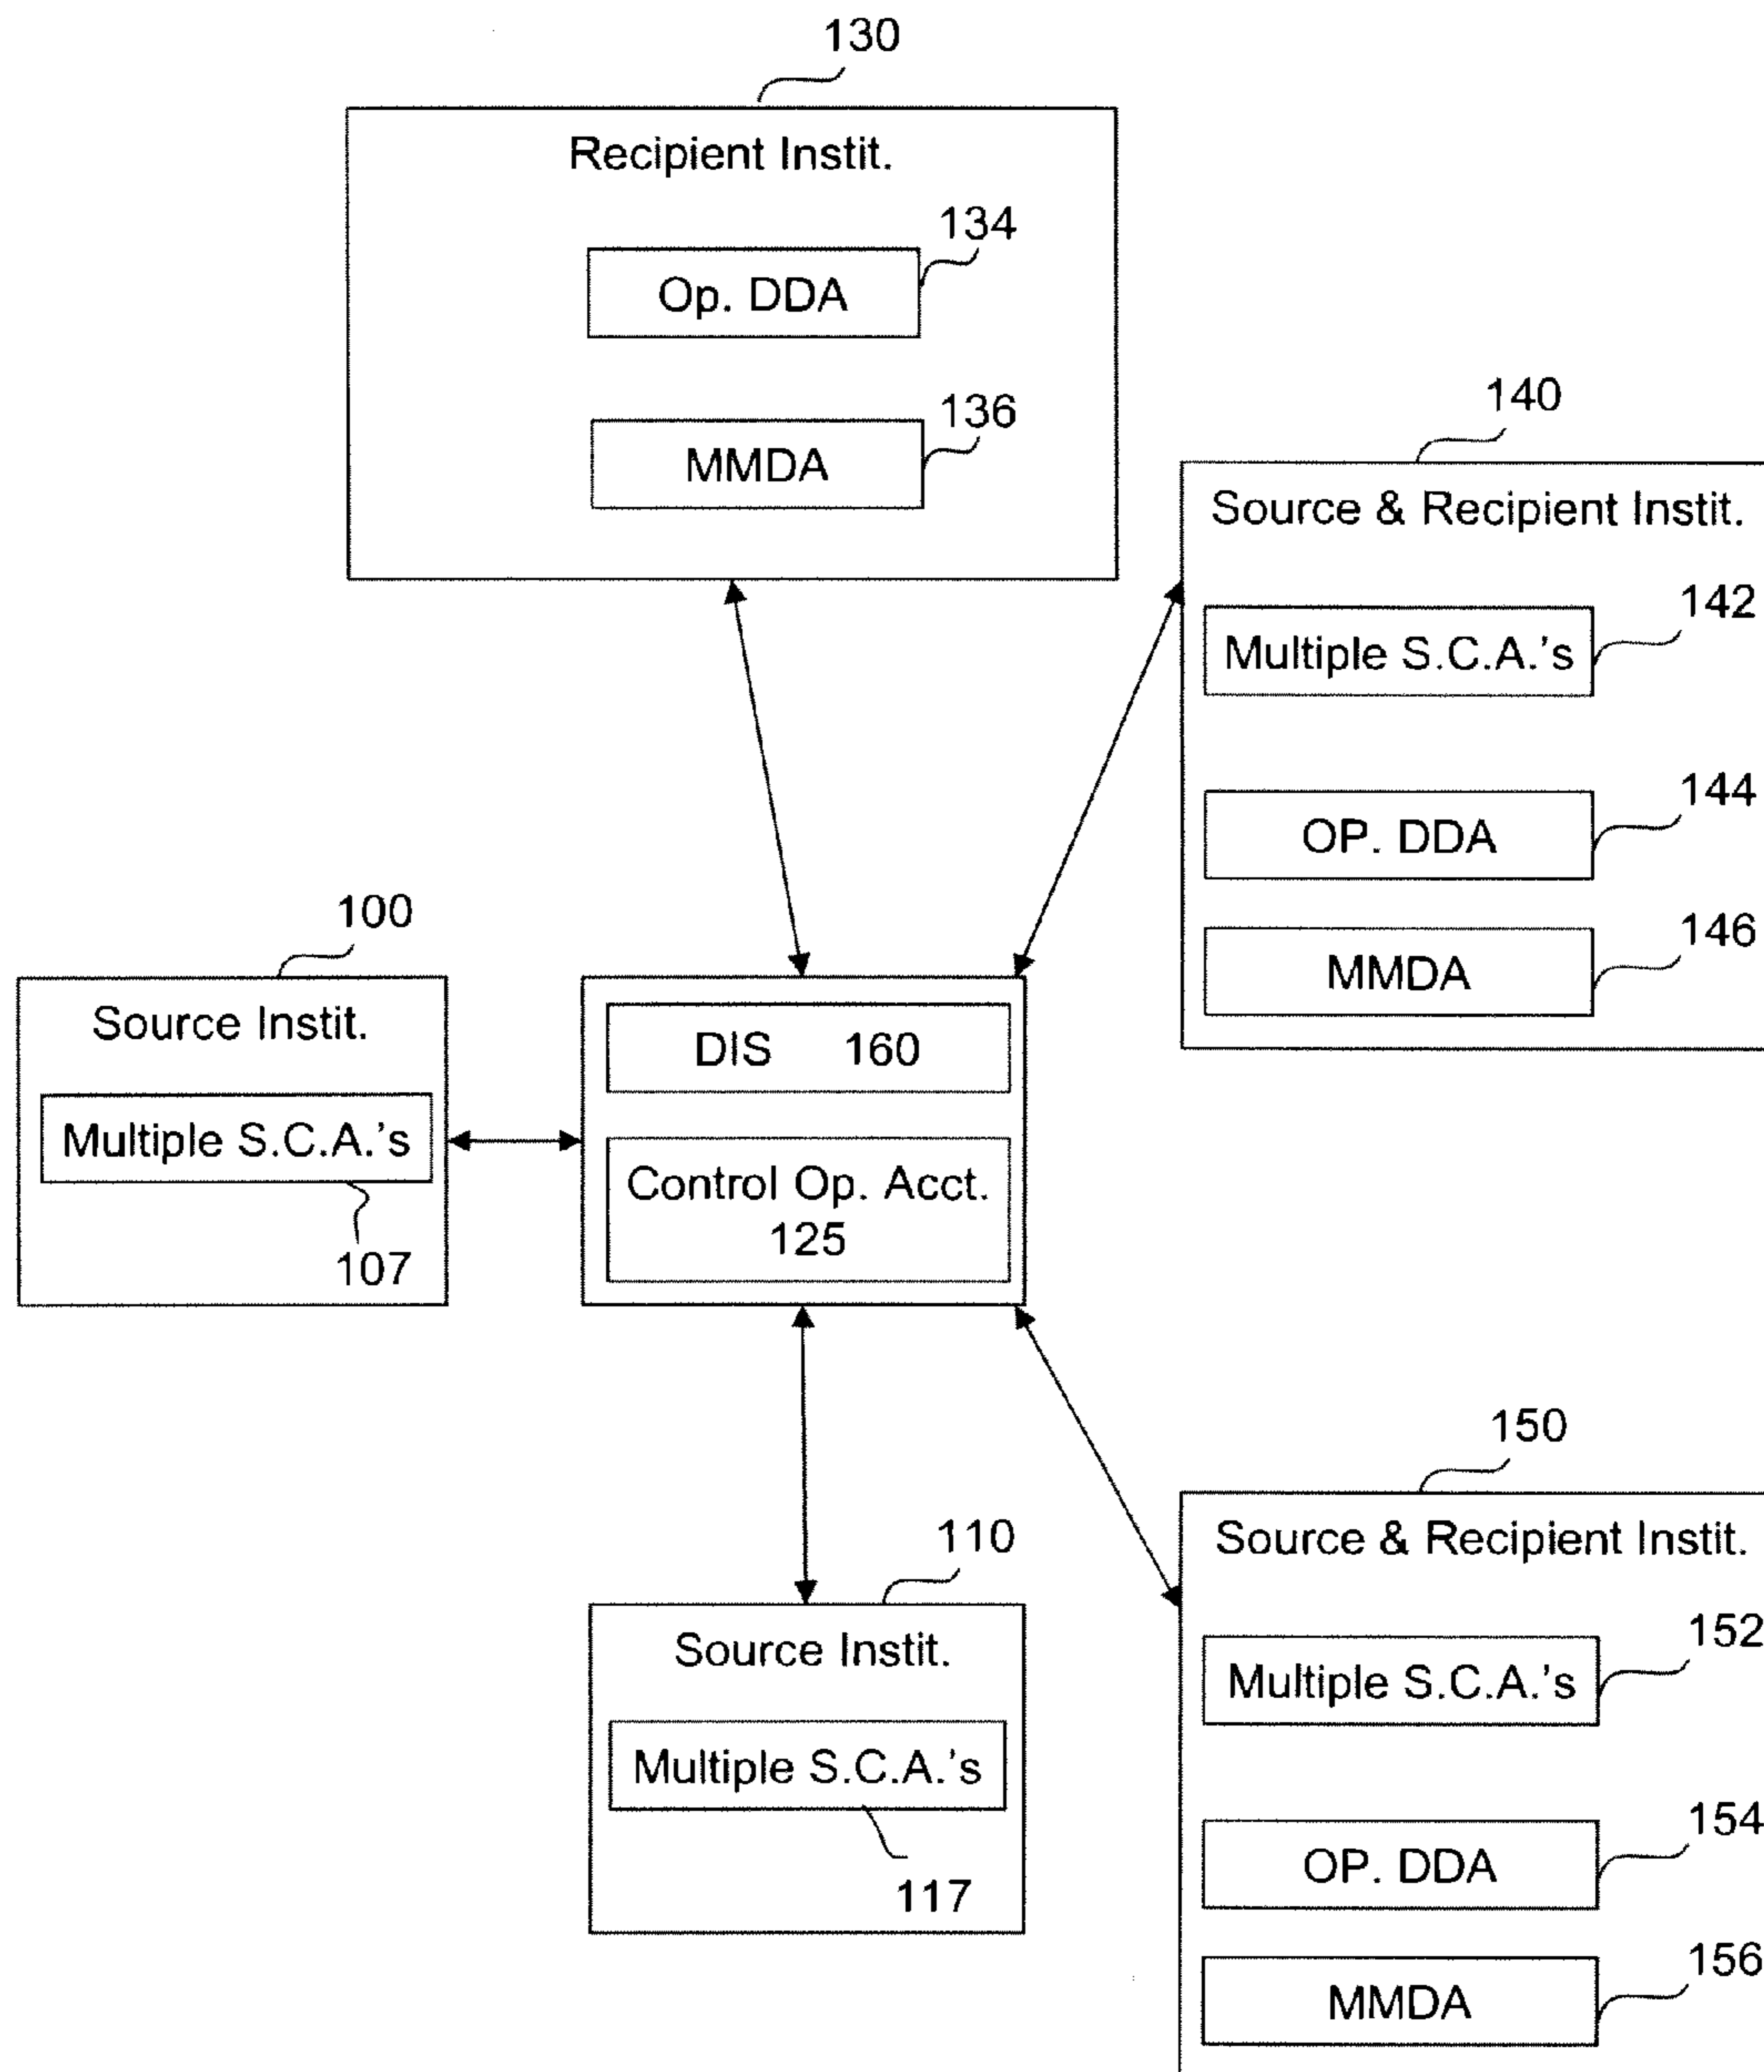 130
Recipient Instit.
134
Op. DDA
136
MMDA
140
Source & Recipient Instit.
142
Multiple S.C.A.'s
144
OP. DDA
146
MMDA
100
Source Instit.
Multiple S.C.A.'s
107
DIS 160
Control Op. Acct.
125
110
Source Instit.
Multiple S.C.A.'s
117
150
Source & Recipient Instit.
152
Multiple S.C.A.'s
154
OP. DDA
156
MMDA